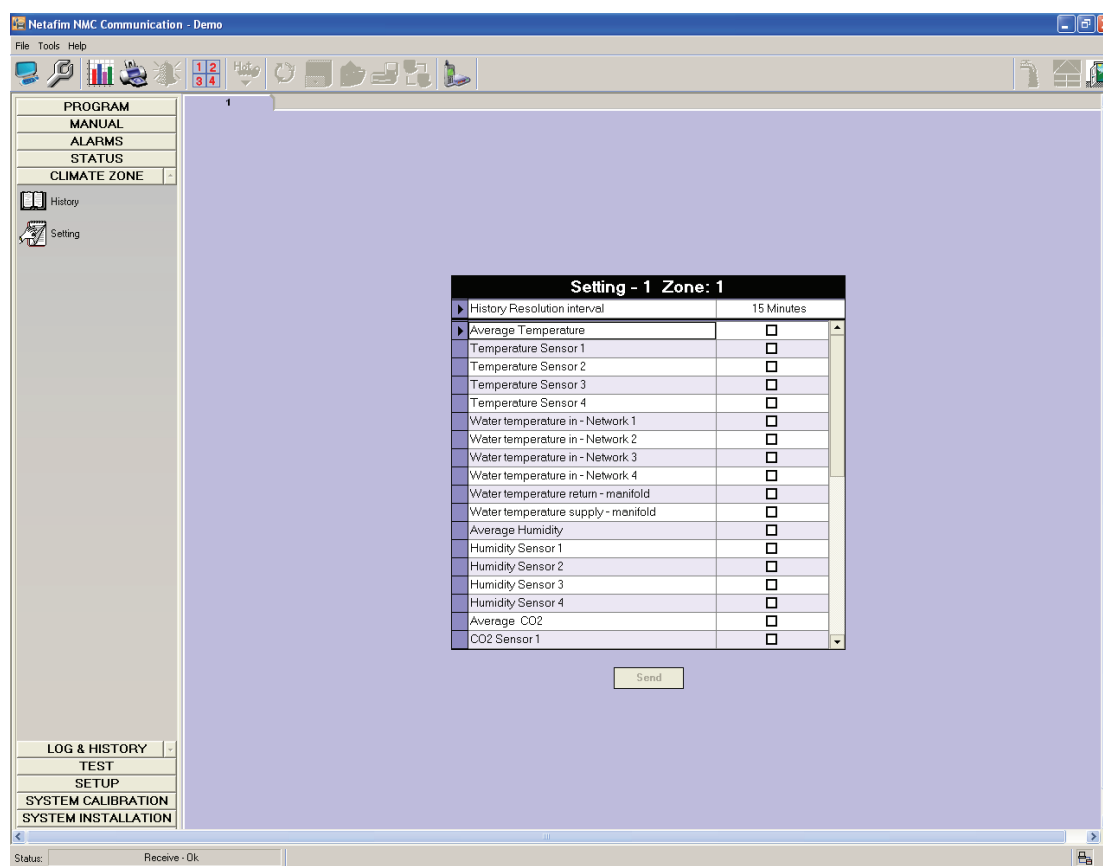 Netafim NMC Communication - Demo
File Tools Help
1 2
3 4
Help
PROGRAM
MANUAL
ALARMS
STATUS
CLIMATE ZONE
History
Setting
1
Setting - 1 Zone: 1
History Resolution interval 15 Minutes
Average Temperature
Temperature Sensor 1
Temperature Sensor 2
Temperature Sensor 3
Temperature Sensor 4
Water temperature in - Network 1
Water temperature in - Network 2
Water temperature in - Network 3
Water temperature in - Network 4
Water temperature return - manifold
Water temperature supply - manifold
Average Humidity
Humidity Sensor 1
Humidity Sensor 2
Humidity Sensor 3
Humidity Sensor 4
Average CO2
CO2 Sensor 1
Send
LOG & HISTORY
TEST
SETUP
SYSTEM CALIBRATION
SYSTEM INSTALLATION
Status: Receive - Ok